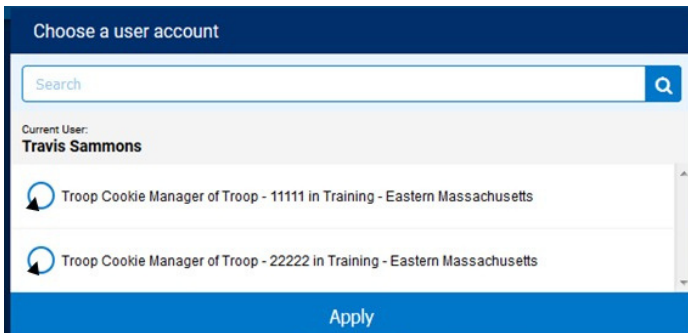 Choose a user account
Search
Current User:
Travis Sammons
Troop Cookie Manager of Troop - 11111 in Training - Eastern Massachusetts
Troop Cookie Manager of Troop - 22222 in Training - Eastern Massachusetts
Apply